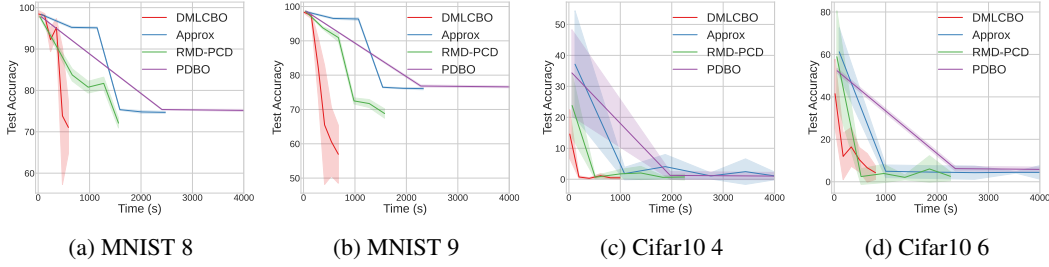 100
90
80
70
60
Test Accuracy
0
1000
2000
3000
4000
Time (s)
DMLCBO
Approx
RMD-PCD
PDBO
(a) MNIST 8
100
90
80
70
60
50
Test Accuracy
0
1000
2000
3000
4000
Time (s)
DMLCBO
Approx
RMD-PCD
PDBO
(b) MNIST 9
50
40
30
20
10
0
Test Accuracy
0
1000
2000
3000
4000
Time (s)
DMLCBO
Approx
RMD-PCD
PDBO
(c) Cifar10 4
80
60
40
20
0
Test Accuracy
0
1000
2000
3000
4000
Time (s)
DMLCBO
Approx
RMD-PCD
PDBO
(d) Cifar10 6